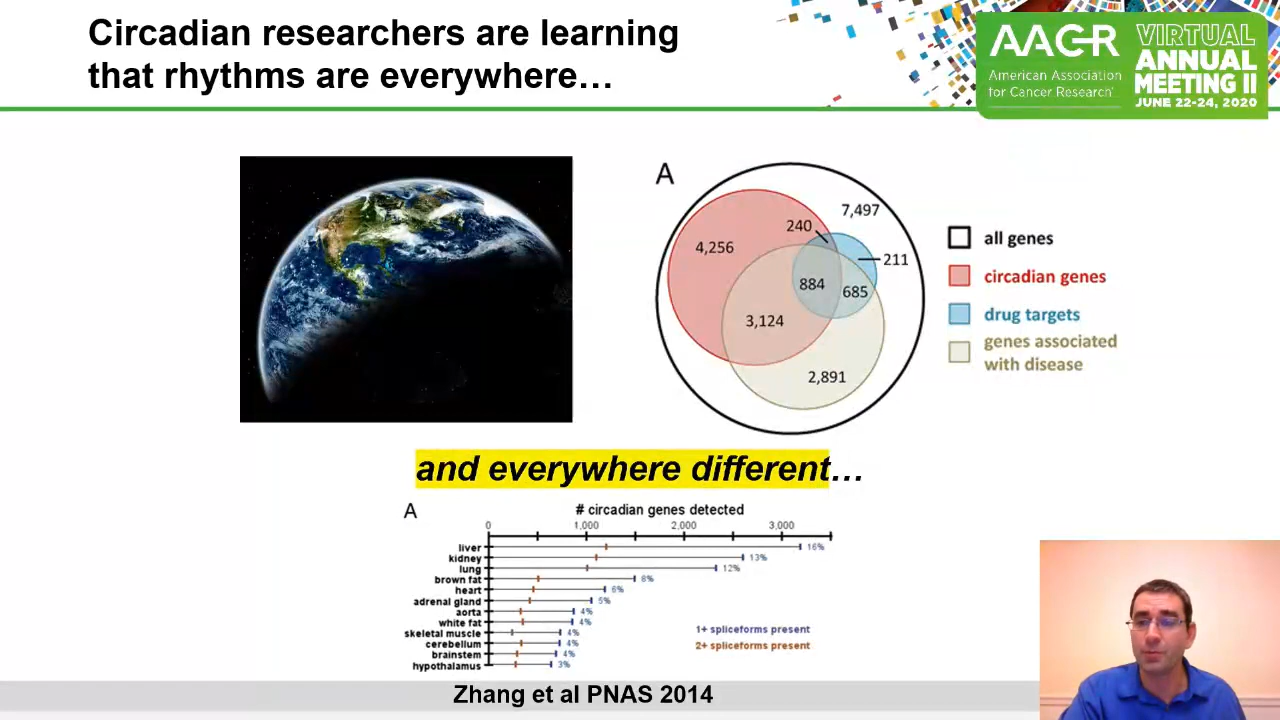 Circadian researchers are learning
that rhythms are everywhere…
AACR
American Association
for Cancer Research
VIRTUAL
ANNUAL
MEETING II
JUNE 22-24, 2020
A
7,497
240
4,256
211
884
685
3,124
2,891
all genes
circadian genes
drug targets
genes associated
with disease
and everywhere different…
A
# circadian genes detected
0 1,000 2,000 3,000
liver 16%
kidney 13%
lung 12%
brown fat 8%
heart 6%
adrenal gland 5%
aorta 4%
white fat 4%
skeletal muscle 4%
cerebellum 4%
brainstem 4%
hypothalamus 3%
1+ spliceforms present
2+ spliceforms present
Zhang et al PNAS 2014